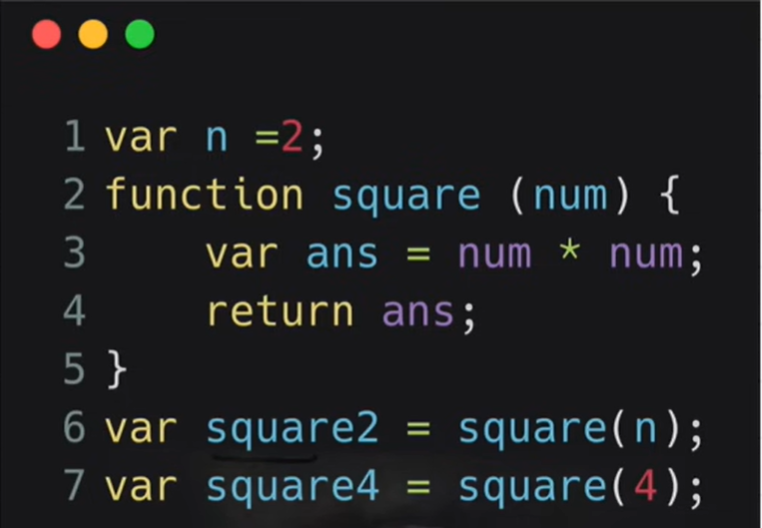 1 var n =2;
2 function square (num) {
3     var ans = num * num;
4     return ans;
5 }
6 var square2 = square(n);
7 var square4 = square(4);